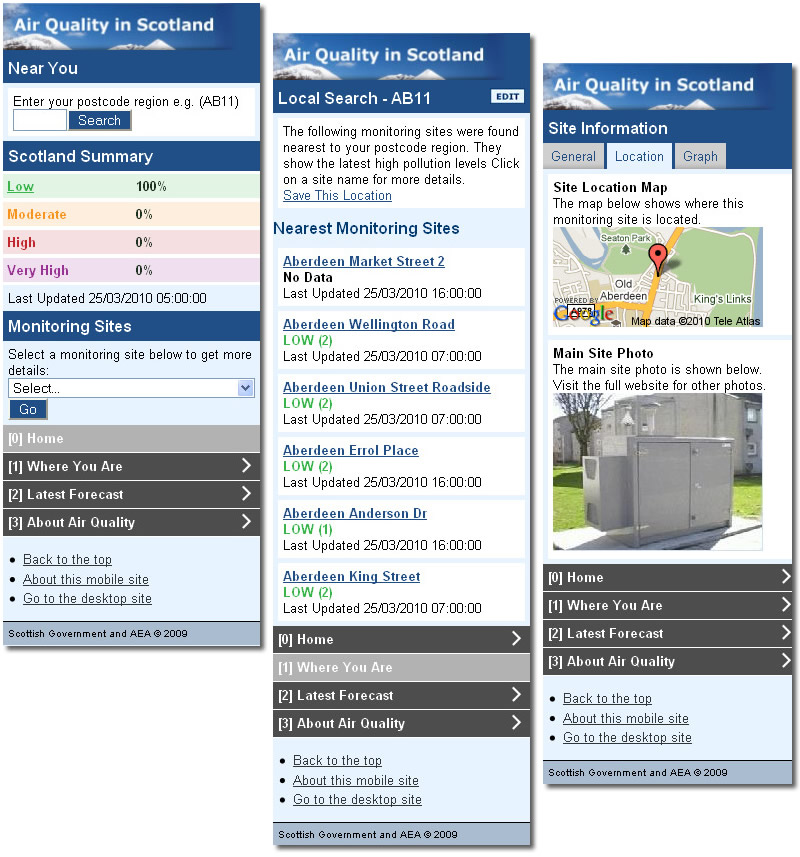 Air Quality in Scotland
Near You
Enter your postcode region e.g. (AB11)
Search
Scotland Summary
Low 100%
Moderate 0%
High 0%
Very High 0%
Last Updated 25/03/2010 05:00:00
Monitoring Sites
Select a monitoring site below to get more
details:
Select...
Go
[0] Home
[1] Where You Are
[2] Latest Forecast
[3] About Air Quality
Back to the top
About this mobile site
Go to the desktop site
Scottish Government and AEA © 2009
Air Quality in Scotland
Local Search - AB11 EDIT
The following monitoring sites were found
nearest to your postcode region. They
show the latest high pollution levels Click
on a site name for more details.
Save This Location
Nearest Monitoring Sites
Aberdeen Market Street 2
No Data
Last Updated 25/03/2010 16:00:00
Aberdeen Wellington Road
LOW (2)
Last Updated 25/03/2010 07:00:00
Aberdeen Union Street Roadside
LOW (2)
Last Updated 25/03/2010 07:00:00
Aberdeen Errol Place
LOW (2)
Last Updated 25/03/2010 16:00:00
Aberdeen Anderson Dr
LOW (1)
Last Updated 25/03/2010 16:00:00
Aberdeen King Street
LOW (2)
Last Updated 25/03/2010 07:00:00
[0] Home
[1] Where You Are
[2] Latest Forecast
[3] About Air Quality
Back to the top
About this mobile site
Go to the desktop site
Scottish Government and AEA © 2009
Air Quality in Scotland
Site Information
General Location Graph
Site Location Map
The map below shows where this
monitoring site is located.
Seaton Park
Old
Aberdeen
King's Links
POWERED BY
Google
Map data ©2010 Tele Atlas
Main Site Photo
The main site photo is shown below.
Visit the full website for other photos.
[0] Home
[1] Where You Are
[2] Latest Forecast
[3] About Air Quality
Back to the top
About this mobile site
Go to the desktop site
Scottish Government and AEA © 2009